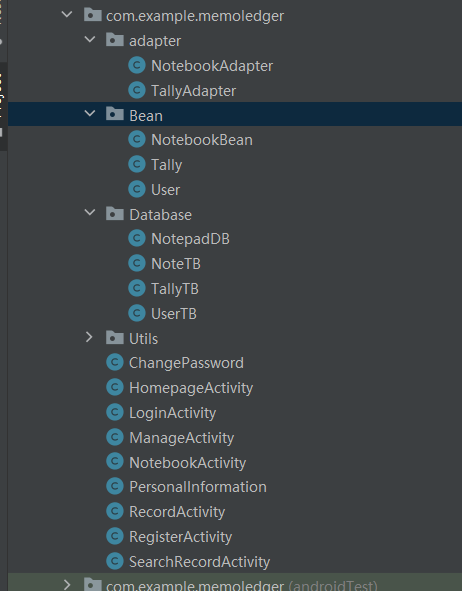 com.example.memoledger
adapter
NotebookAdapter
TallyAdapter
Bean
NotebookBean
Tally
User
Database
NotepadDB
NoteTB
TallyTB
UserTB
Utils
ChangePassword
HomepageActivity
LoginActivity
ManageActivity
NotebookActivity
PersonalInformation
RecordActivity
RegisterActivity
SearchRecordActivity
com.example.memoledger (androidTest)